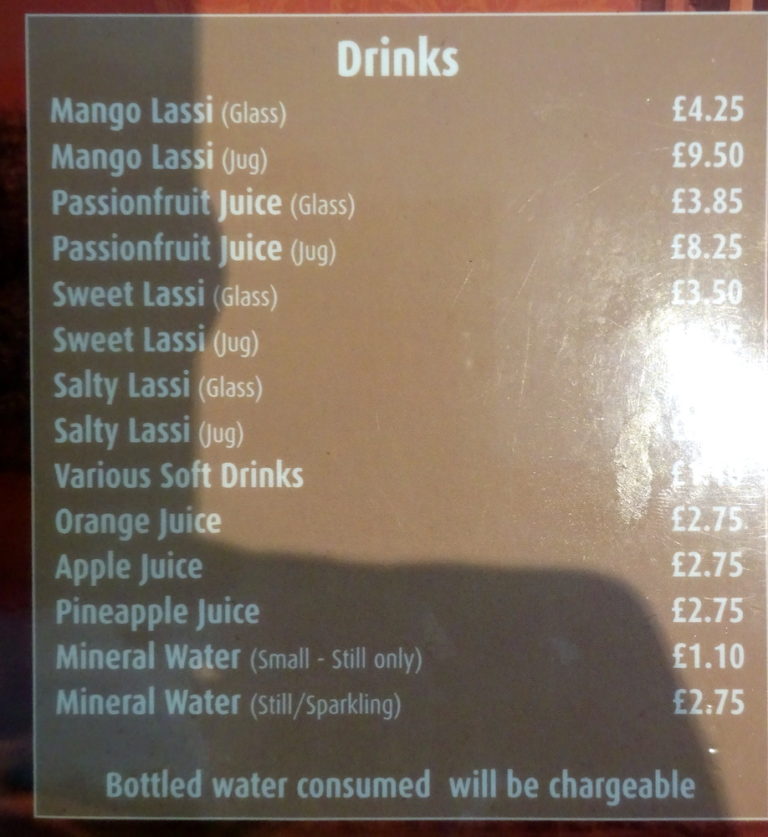 Drinks
Mango Lassi (Glass) £4.25
Mango Lassi (Jug) £9.50
Passionfruit Juice (Glass) £3.85
Passionfruit Juice (Jug) £8.25
Sweet Lassi (Glass) £3.50
Sweet Lassi (Jug)
Salty Lassi (Glass)
Salty Lassi (Jug)
Various Soft Drinks
Orange Juice £2.75
Apple Juice £2.75
Pineapple Juice £2.75
Mineral Water (Small - Still only) £1.10
Mineral Water (Still/Sparkling) £2.75
Bottled water consumed will be chargeable